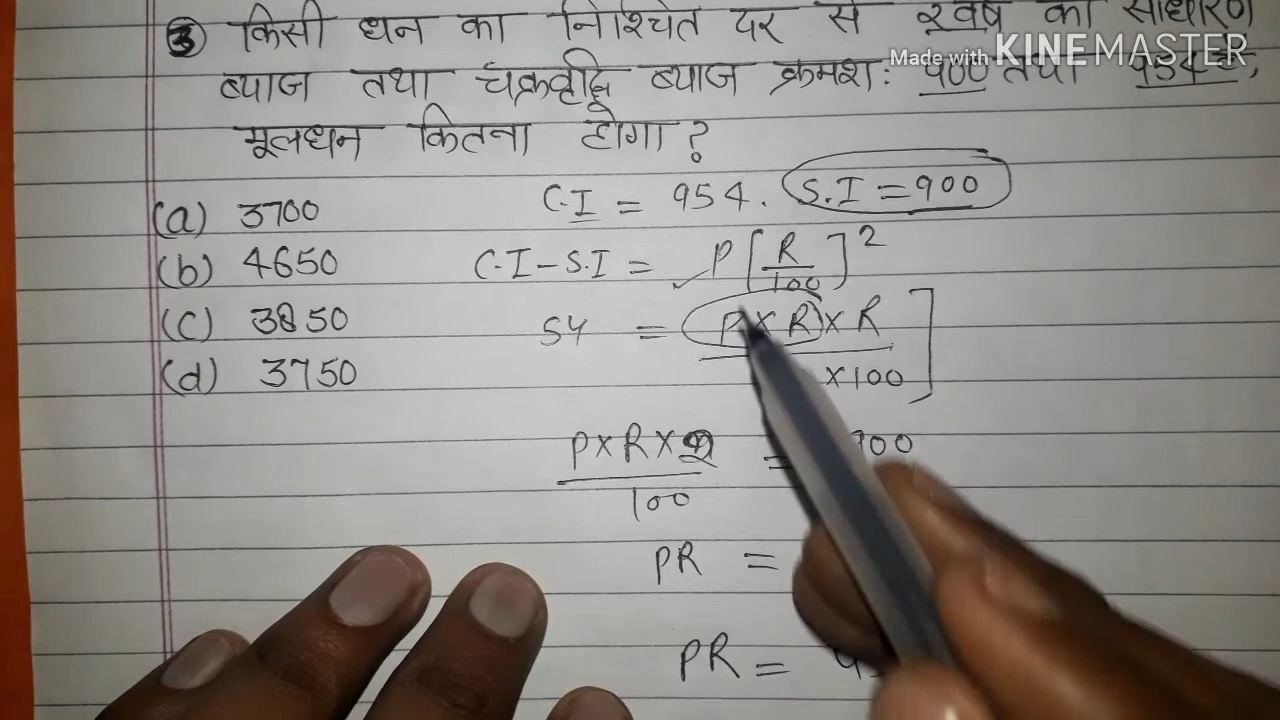 ③ किसी धन का निश्चित दर से २वर्ष का साधारण
Made with KINEMASTER
ब्याज तथा चक्रवृद्धि ब्याज क्रमशः 900 तथा 954 है,
मूलधन कितना होगा ?
C.I = 954. S.I = 900
(a) 3700
C.I - S.I = P [R/100]²
(b) 4650
(c) 3850
54 = P×R×R
×100
(d) 3750
P×R×2 =
100
PR =
PR =